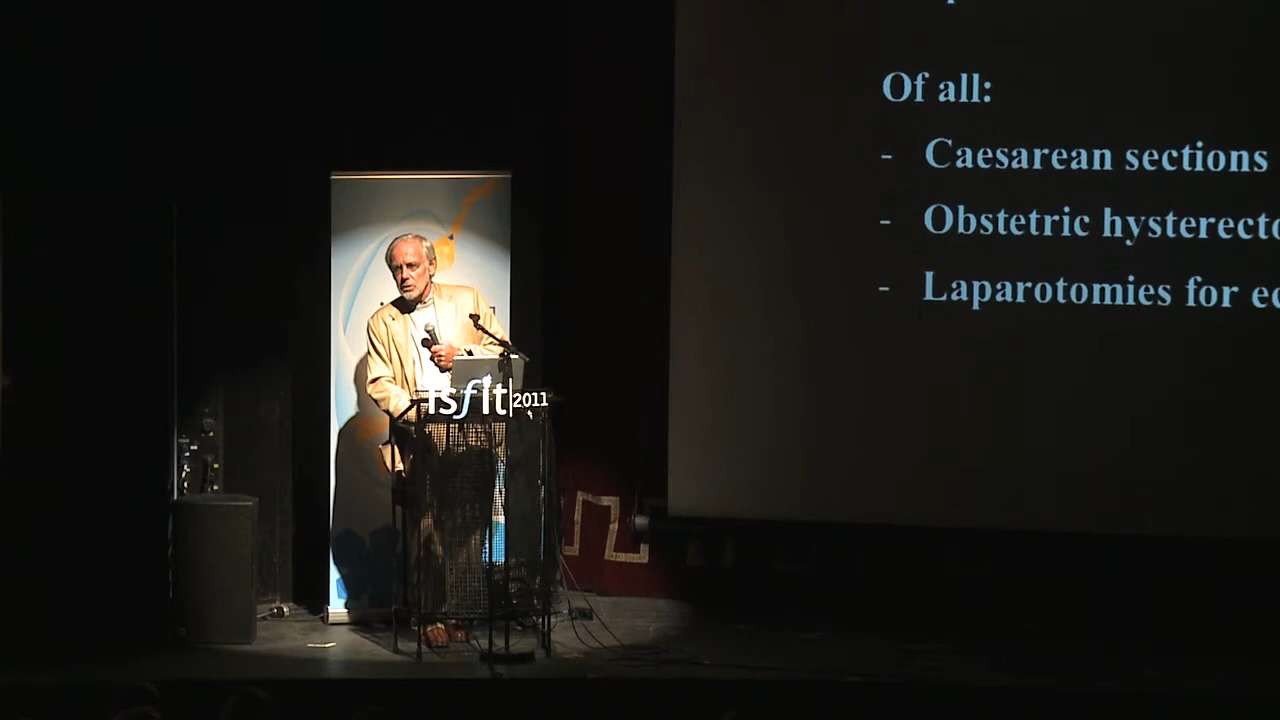 Of all:
- Caesarean sections
- Obstetric hysterecto
- Laparotomies for ec
isfit 2011